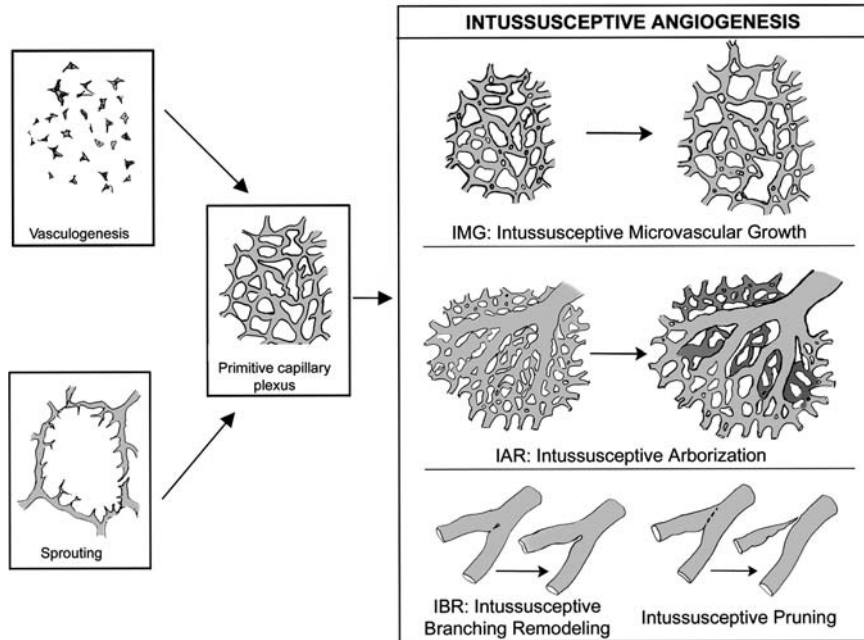 INTUSSUSCEPTIVE ANGIOGENESIS
Vasculogenesis
IMG: Intussusceptive Microvascular Growth
Primitive capillary
plexus
IAR: Intussusceptive Arborization
Sprouting
IBR: Intussusceptive
Branching Remodeling
Intussusceptive Pruning